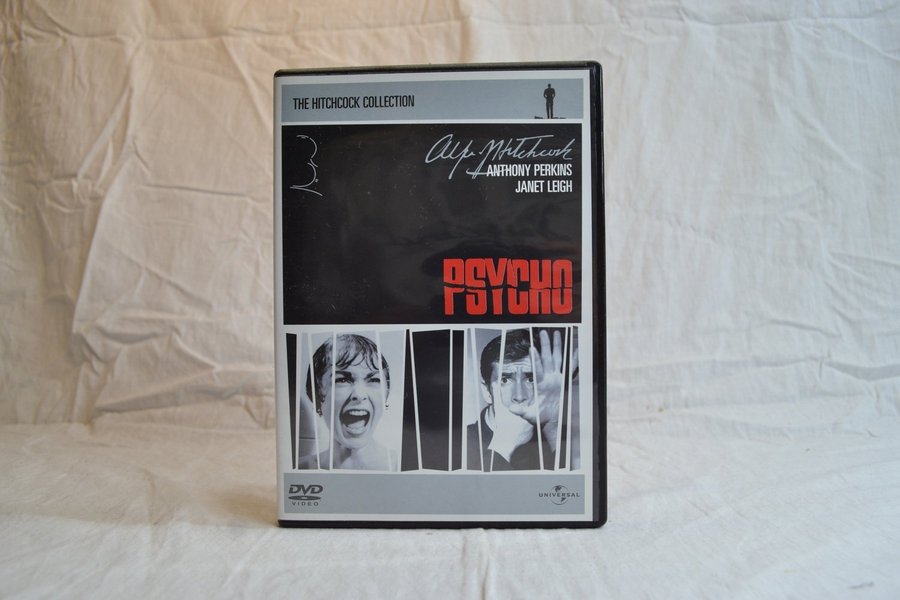 THE HITCHCOCK COLLECTION
Alfred Hitchcock
ANTHONY PERKINS
JANET LEIGH
PSYCHO
DVD
VIDEO
UNIVERSAL